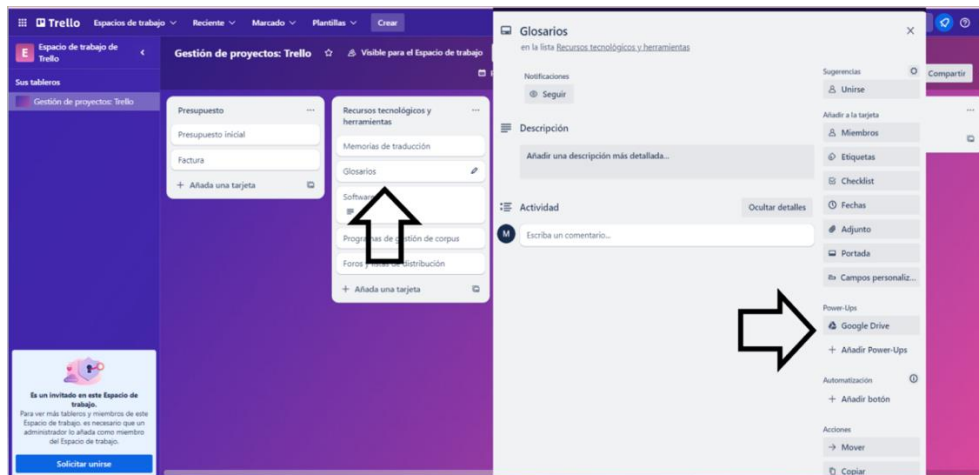 Trello
Espacios de trabajo
Reciente
Marcado
Plantillas
Crear
E
Espacio de trabajo de
Trello
Sus tableros
Gestión de proyectos: Trello
Es un invitado en este Espacio de
trabajo.
Para ver más tableros y miembros de este
Espacio de trabajo, es necesario que un
administrador lo añada como miembro
del Espacio de trabajo.
Solicitar unirse
Gestión de proyectos: Trello
Visible para el Espacio de trabajo
Compartir
Presupuesto
Presupuesto inicial
Factura
+ Añada una tarjeta
Recursos tecnológicos y
herramientas
Memorias de traducción
Glosarios
Software
Programas de gestión de corpus
Foros y listas de distribución
+ Añada una tarjeta
Glosarios
en la lista Recursos tecnológicos y herramientas
Notificaciones
Seguir
Descripción
Añadir una descripción más detallada...
Actividad
Ocultar detalles
M
Escriba un comentario...
Sugerencias
Unirse
Añadir a la tarjeta
Miembros
Etiquetas
Checklist
Fechas
Adjunto
Portada
Campos personaliz...
Power-Ups
Google Drive
+ Añadir Power-Ups
Automatización
+ Añadir botón
Acciones
→ Mover
Copiar